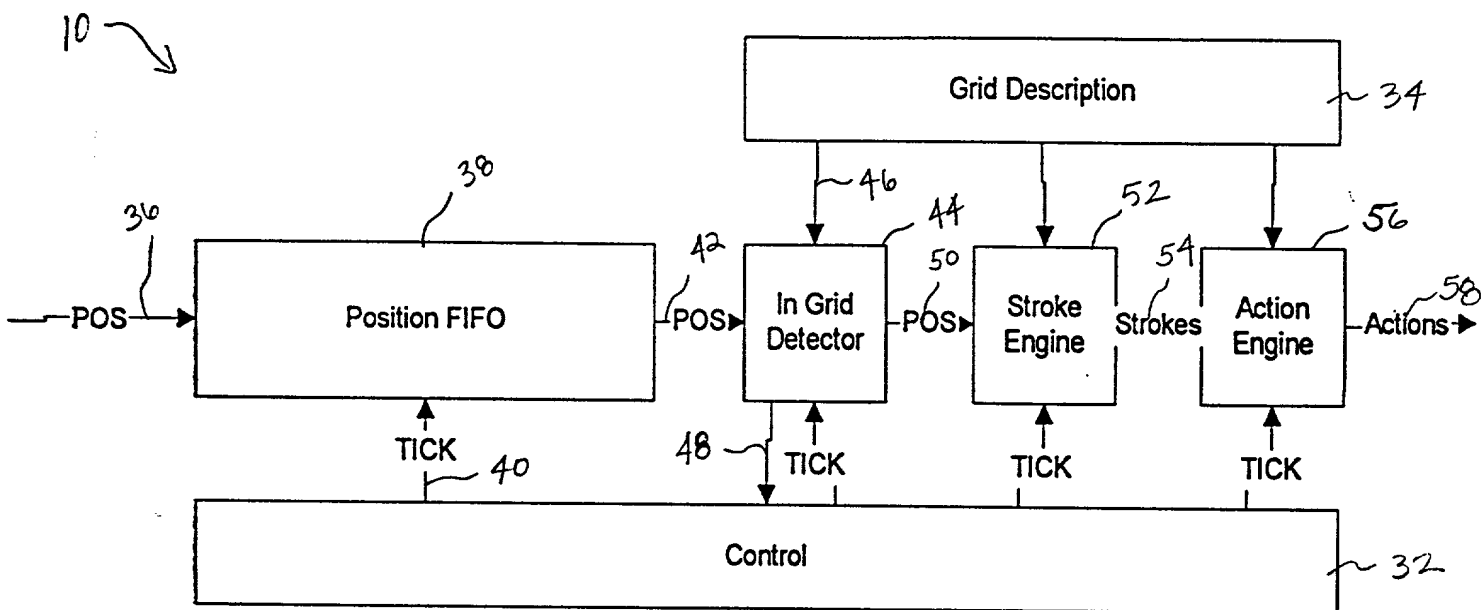 10
Grid Description
34
38
46
44
52
56
36
42
50
54
58
POS
Position FIFO
POS
In Grid
Detector
POS
Stroke
Engine
Strokes
Action
Engine
Actions
TICK
40
48
TICK
TICK
TICK
Control
32